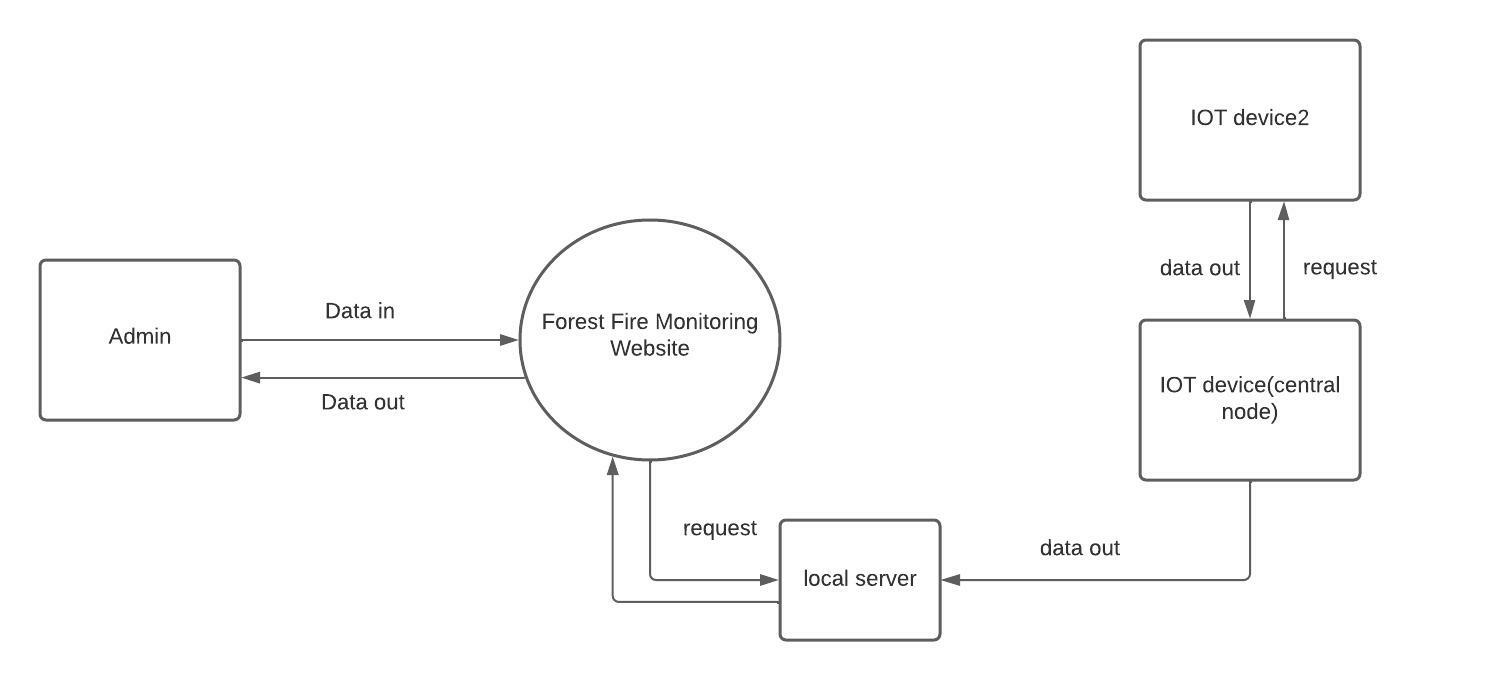 IOT device2
data out
request
Admin
Data in
Data out
Forest Fire Monitoring
Website
IOT device(central
node)
request
local server
data out